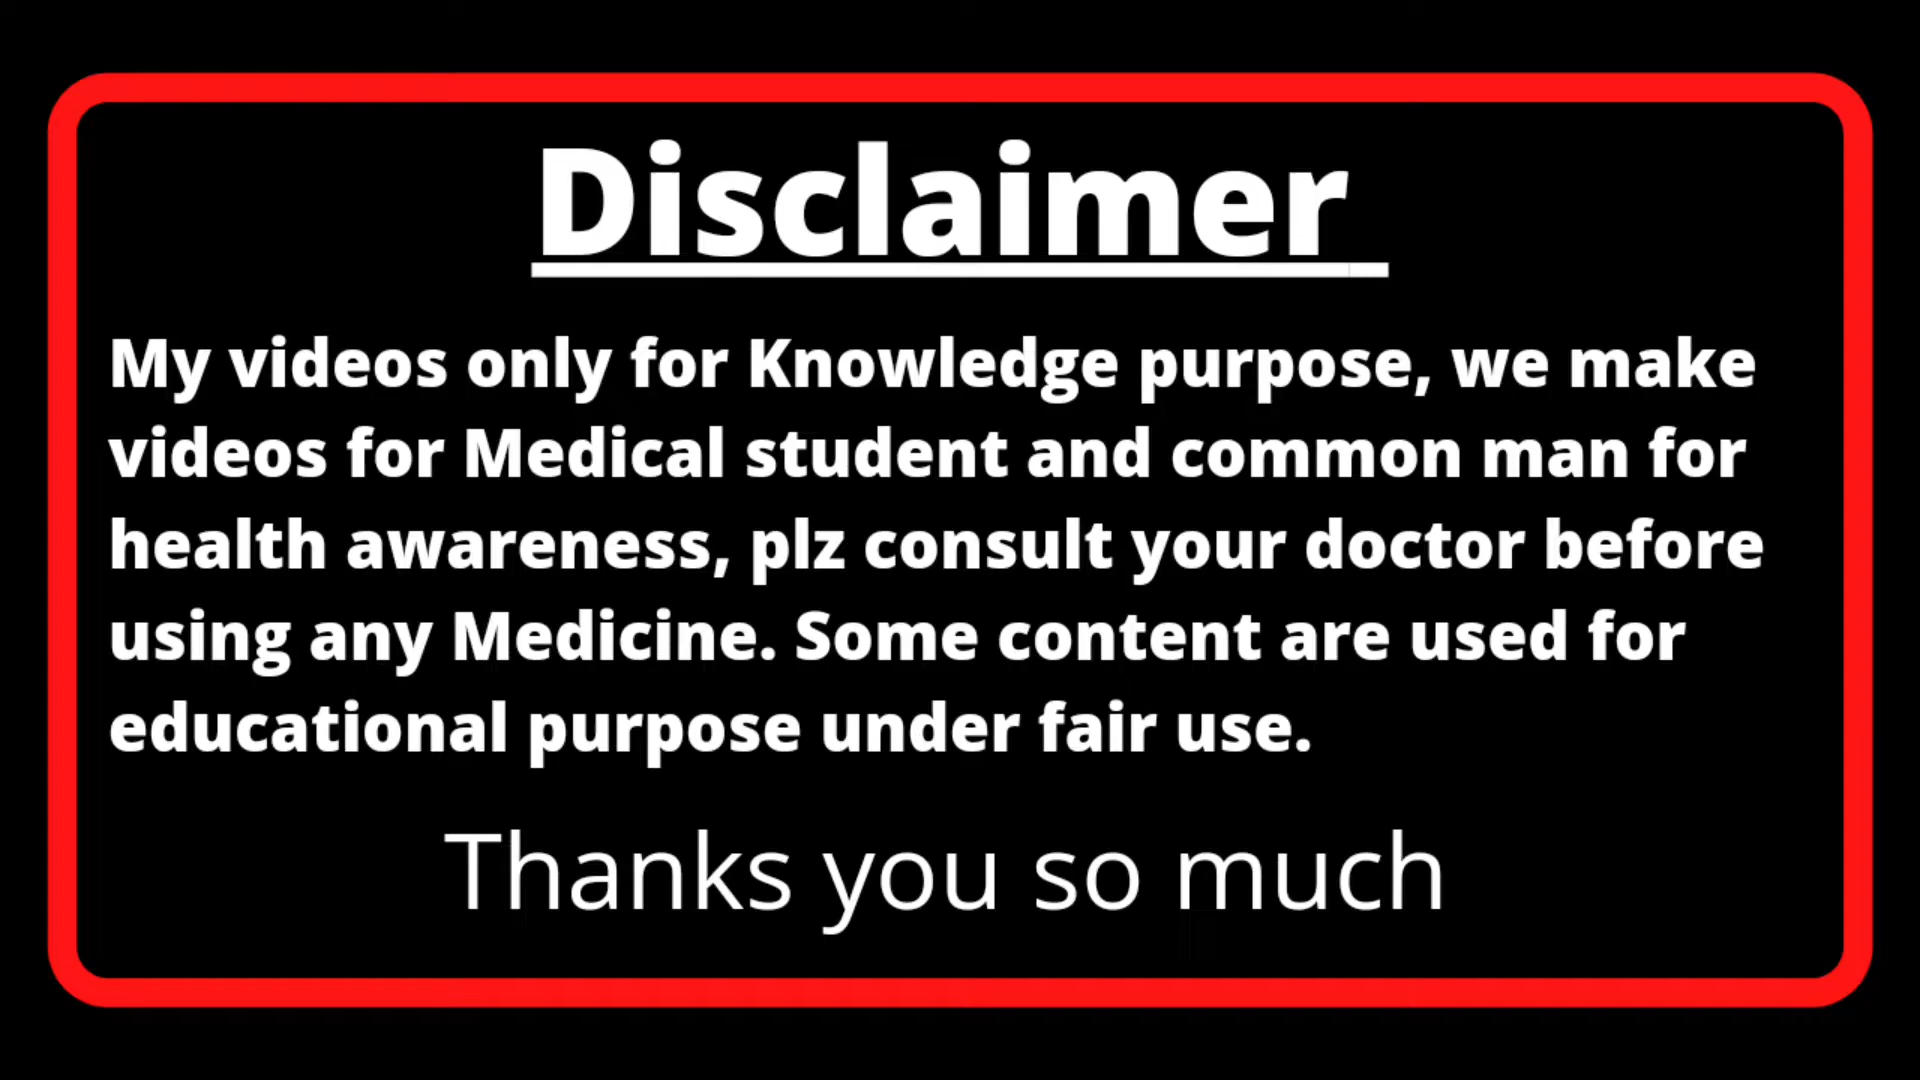 Disclaimer
My videos only for Knowledge purpose, we make
videos for Medical student and common man for
health awareness, plz consult your doctor before
using any Medicine. Some content are used for
educational purpose under fair use.
Thanks you so much